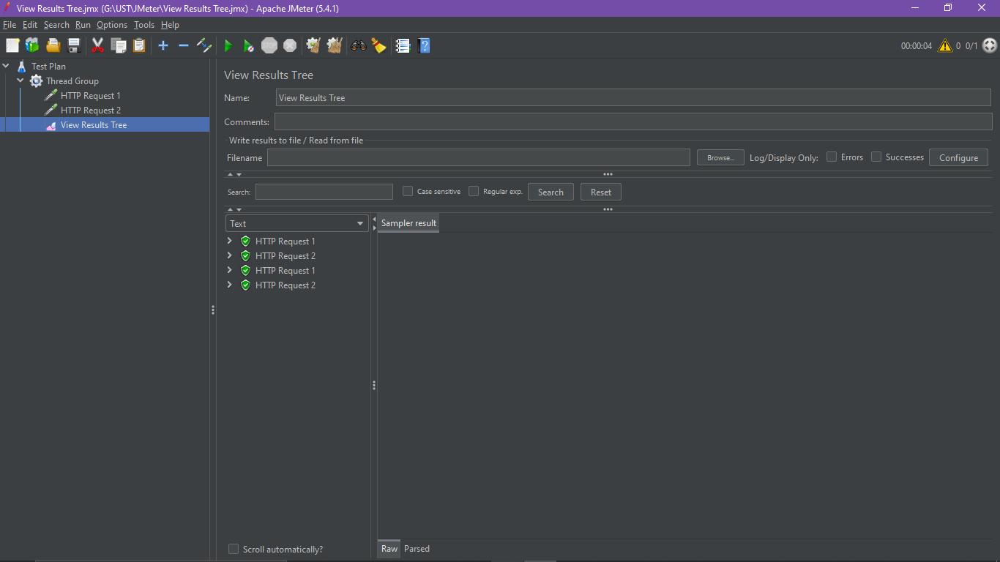 View Results Tree.jmx (G:\UST\JMeter\View Results Tree.jmx) - Apache JMeter (5.4.1)
File Edit Search Run Options Tools Help
STOP 00:00:04 0 0/1
Test Plan
Thread Group
HTTP Request 1
HTTP Request 2
View Results Tree
View Results Tree
Name: View Results Tree
Comments:
Write results to file / Read from file
Filename Browse... Log/Display Only: Errors Successes Configure
Search: Case sensitive Regular exp. Search Reset
Text Sampler result
HTTP Request 1
HTTP Request 2
HTTP Request 1
HTTP Request 2
Scroll automatically? Raw Parsed